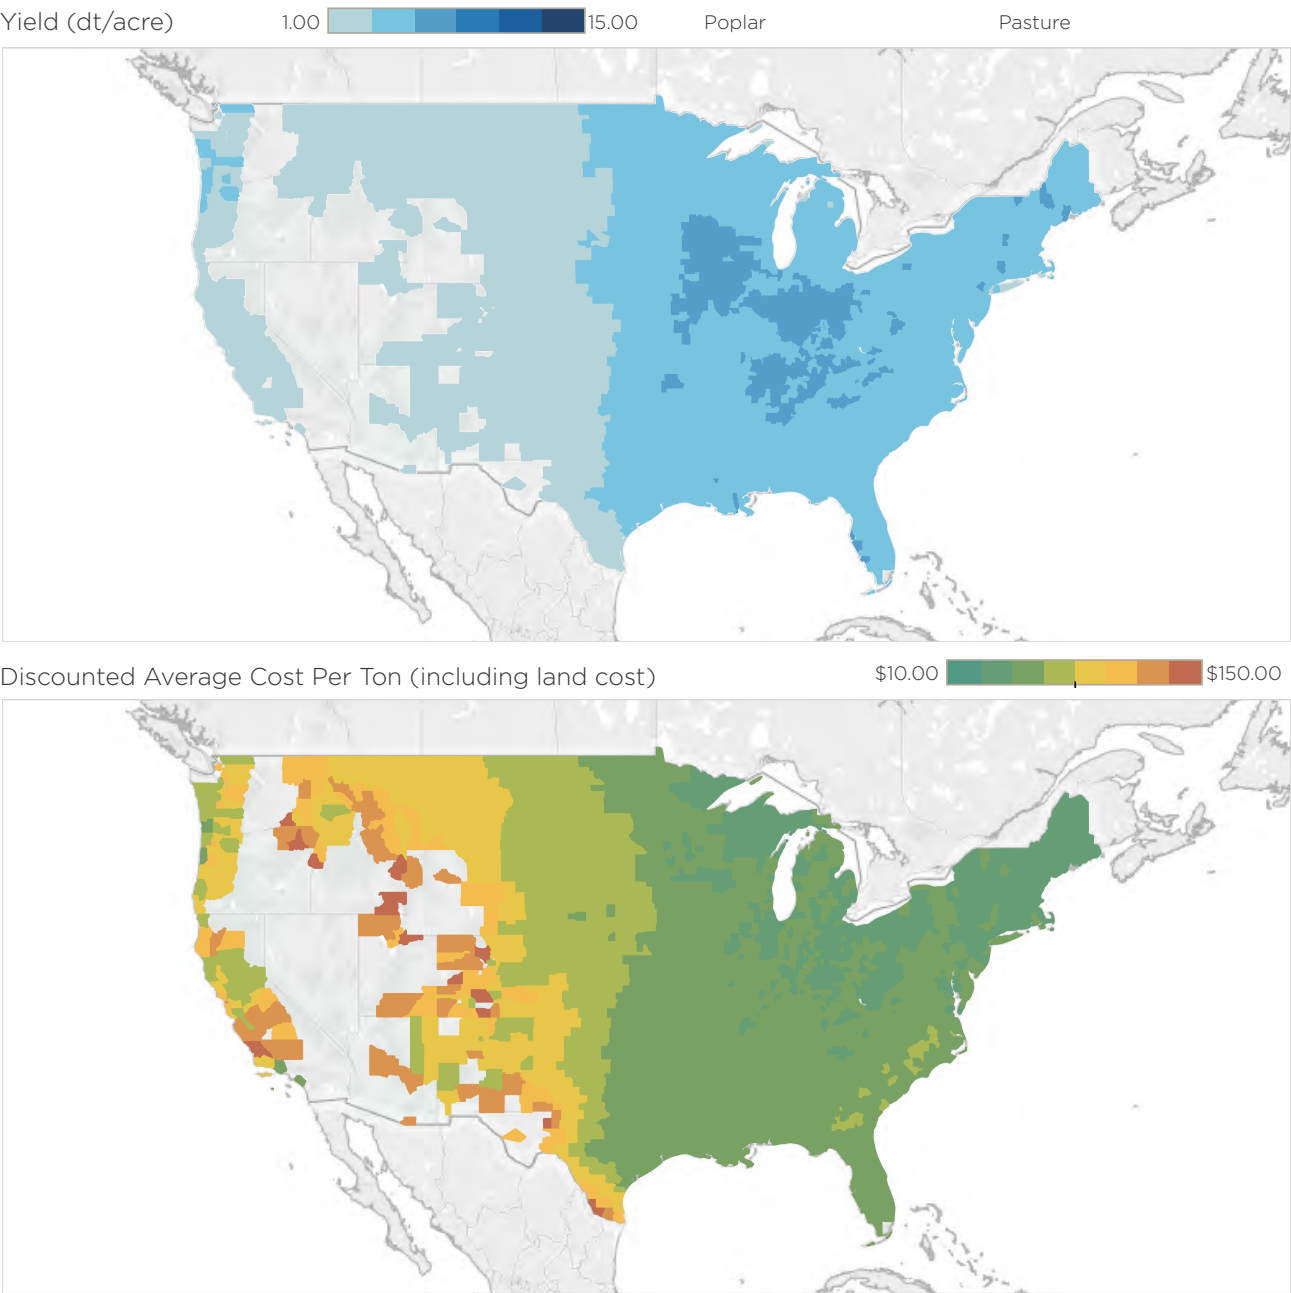 Yield (dt/acre) 1.00 15.00 Poplar Pasture
Discounted Average Cost Per Ton (including land cost) $10.00 $150.00